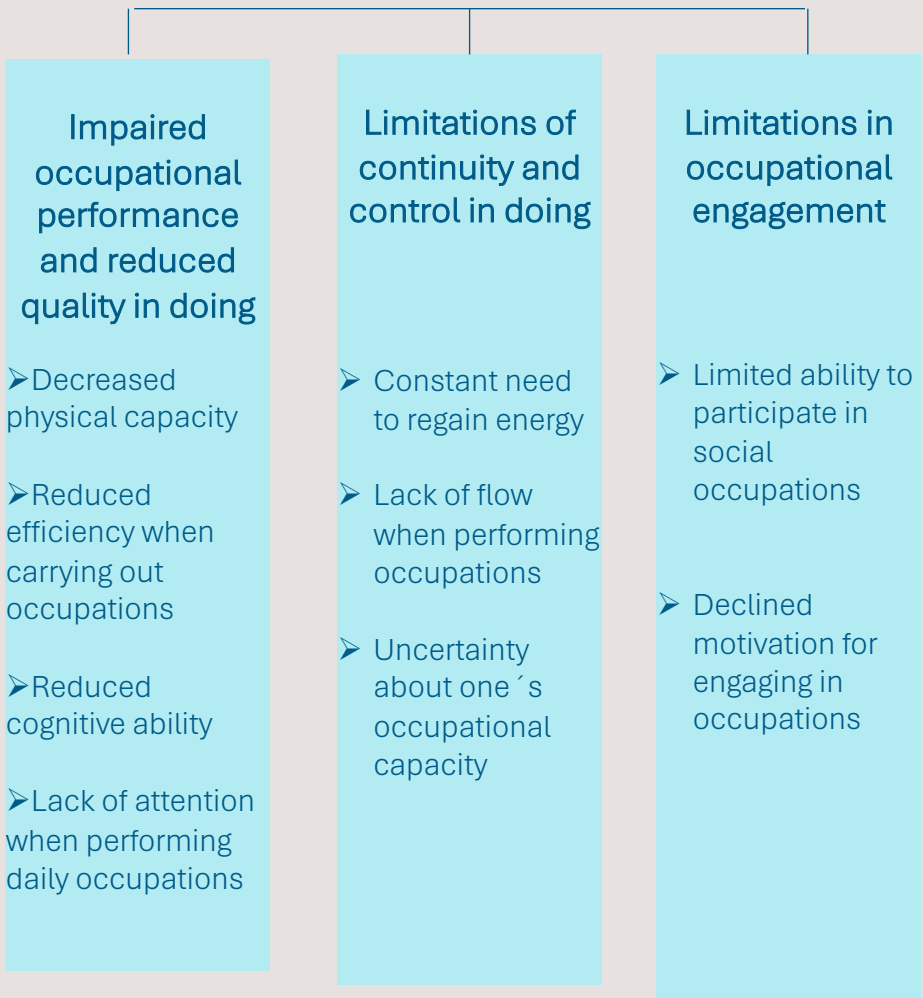 Impaired
occupational
performance
and reduced
quality in doing
➢Decreased
physical capacity
➢Reduced
efficiency when
carrying out
occupations
➢Reduced
cognitive ability
➢Lack of attention
when performing
daily occupations
Limitations of
continuity and
control in doing
➢ Constant need
to regain energy
➢ Lack of flow
when performing
occupations
➢ Uncertainty
about one´s
occupational
capacity
Limitations in
occupational
engagement
➢ Limited ability to
participate in
social
occupations
➢ Declined
motivation for
engaging in
occupations